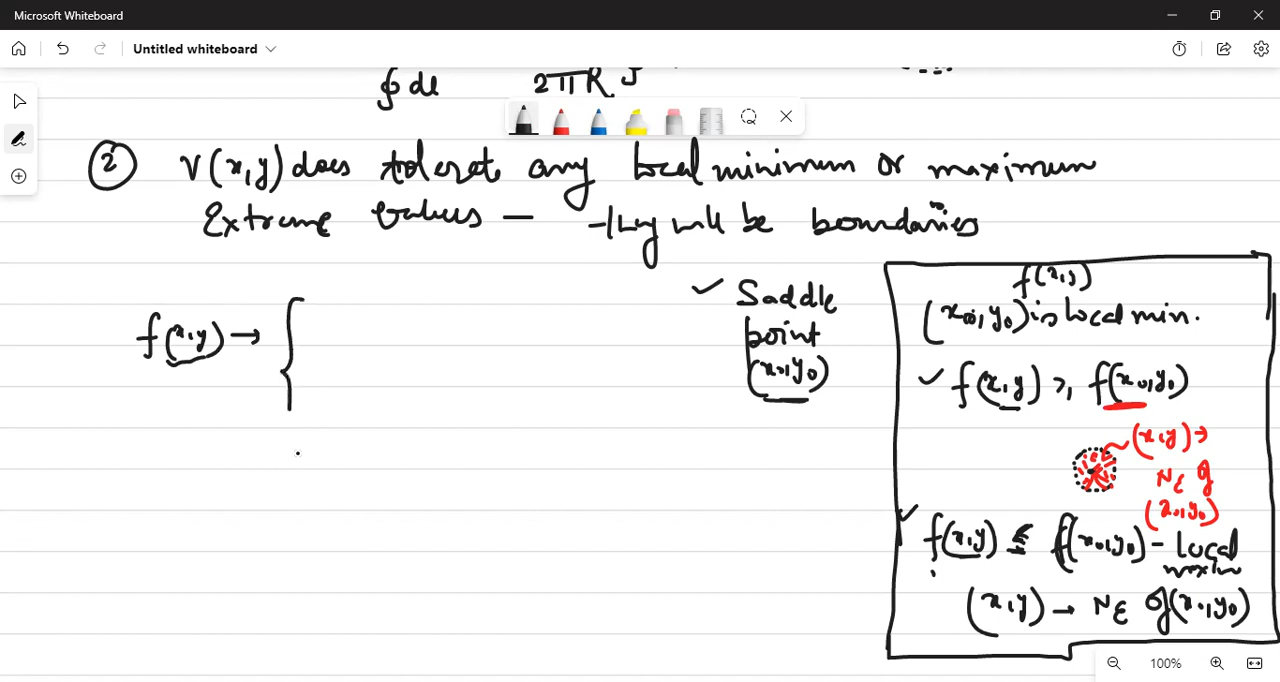 Microsoft Whiteboard
Untitled whiteboard
∮ dl 2πR
② V(x,y) does tolerate any local minimum or maximum
Extreme values — They will be boundaries
f(x,y) → {
✓ Saddle
point
(x₀,y₀)
f(x,y)
(x₀,y₀) is local min.
✓ f(x,y) ≥ f(x₀,y₀)
(x,y) →
Nε of
(x₀,y₀)
✓ f(x,y) ≤ f(x₀,y₀) – Local
maxim
(x,y) → Nε of (x₀,y₀)
100%